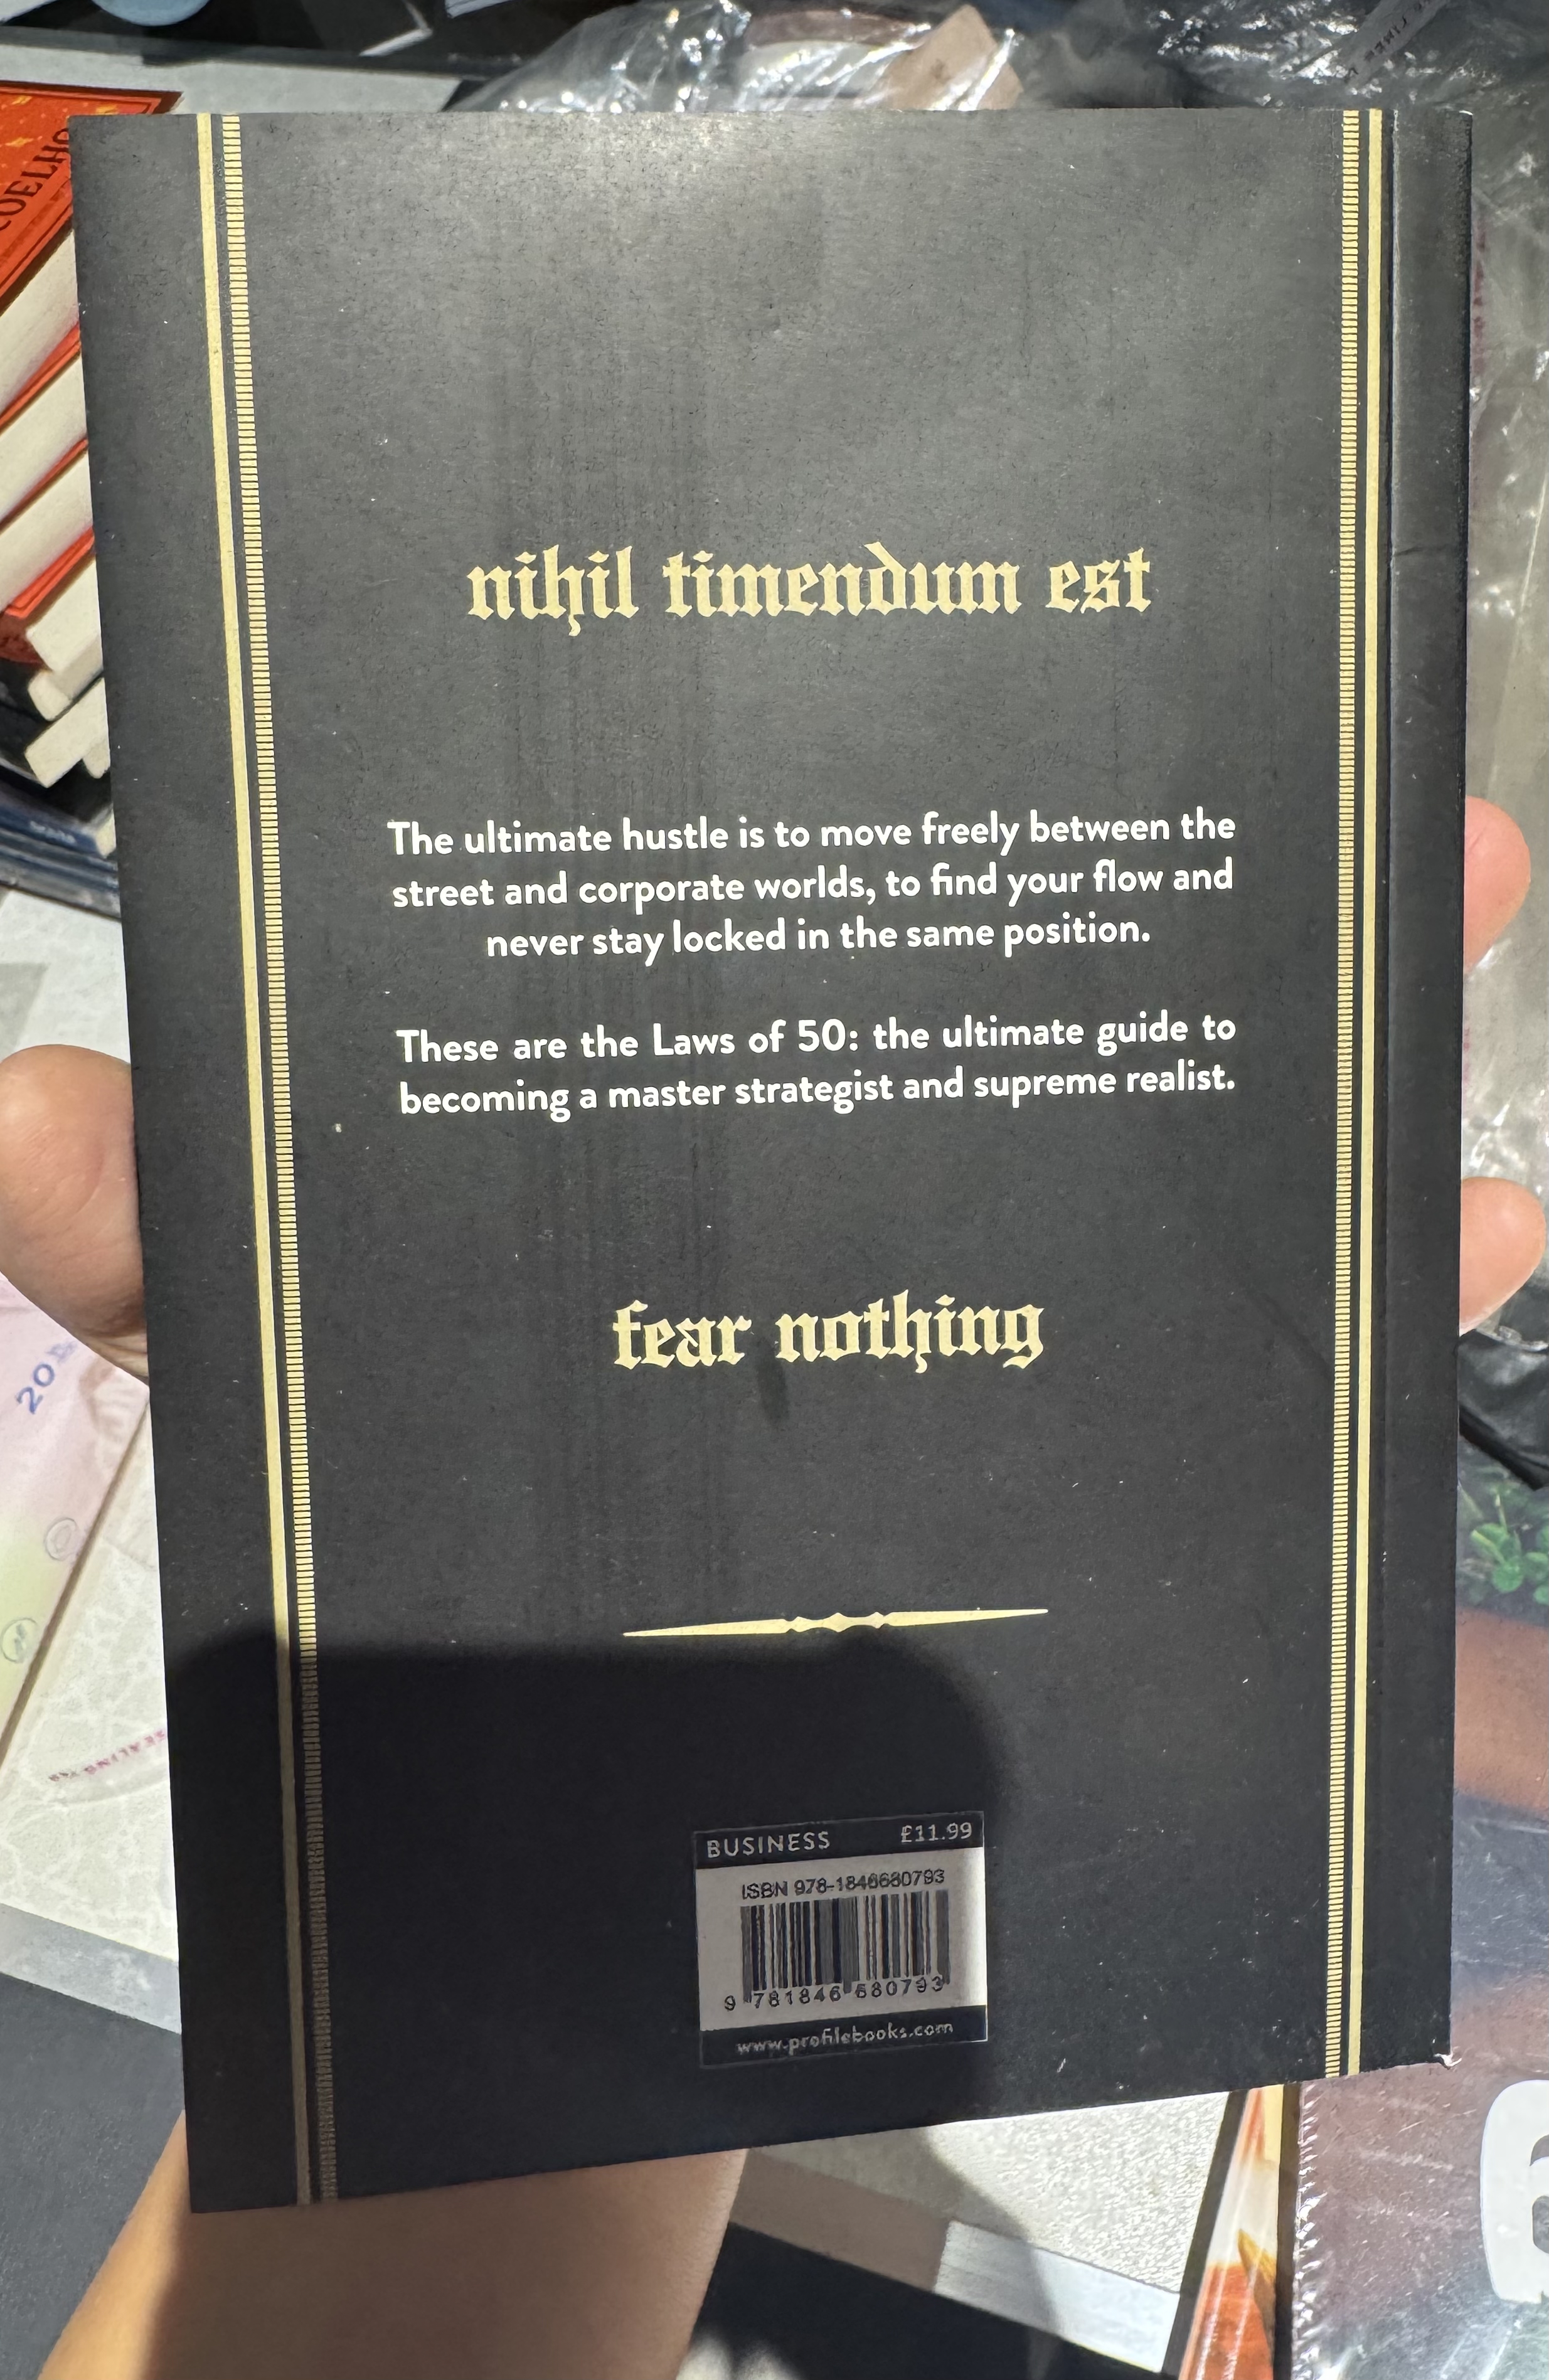 COELHO
nihil timendum est
The ultimate hustle is to move freely between the
street and corporate worlds, to find your flow and
never stay locked in the same position.
These are the Laws of 50: the ultimate guide to
becoming a master strategist and supreme realist.
fear nothing
BUSINESS £11.99
ISBN 978-1846680793
9 781846 680793
www.profilebooks.com
20